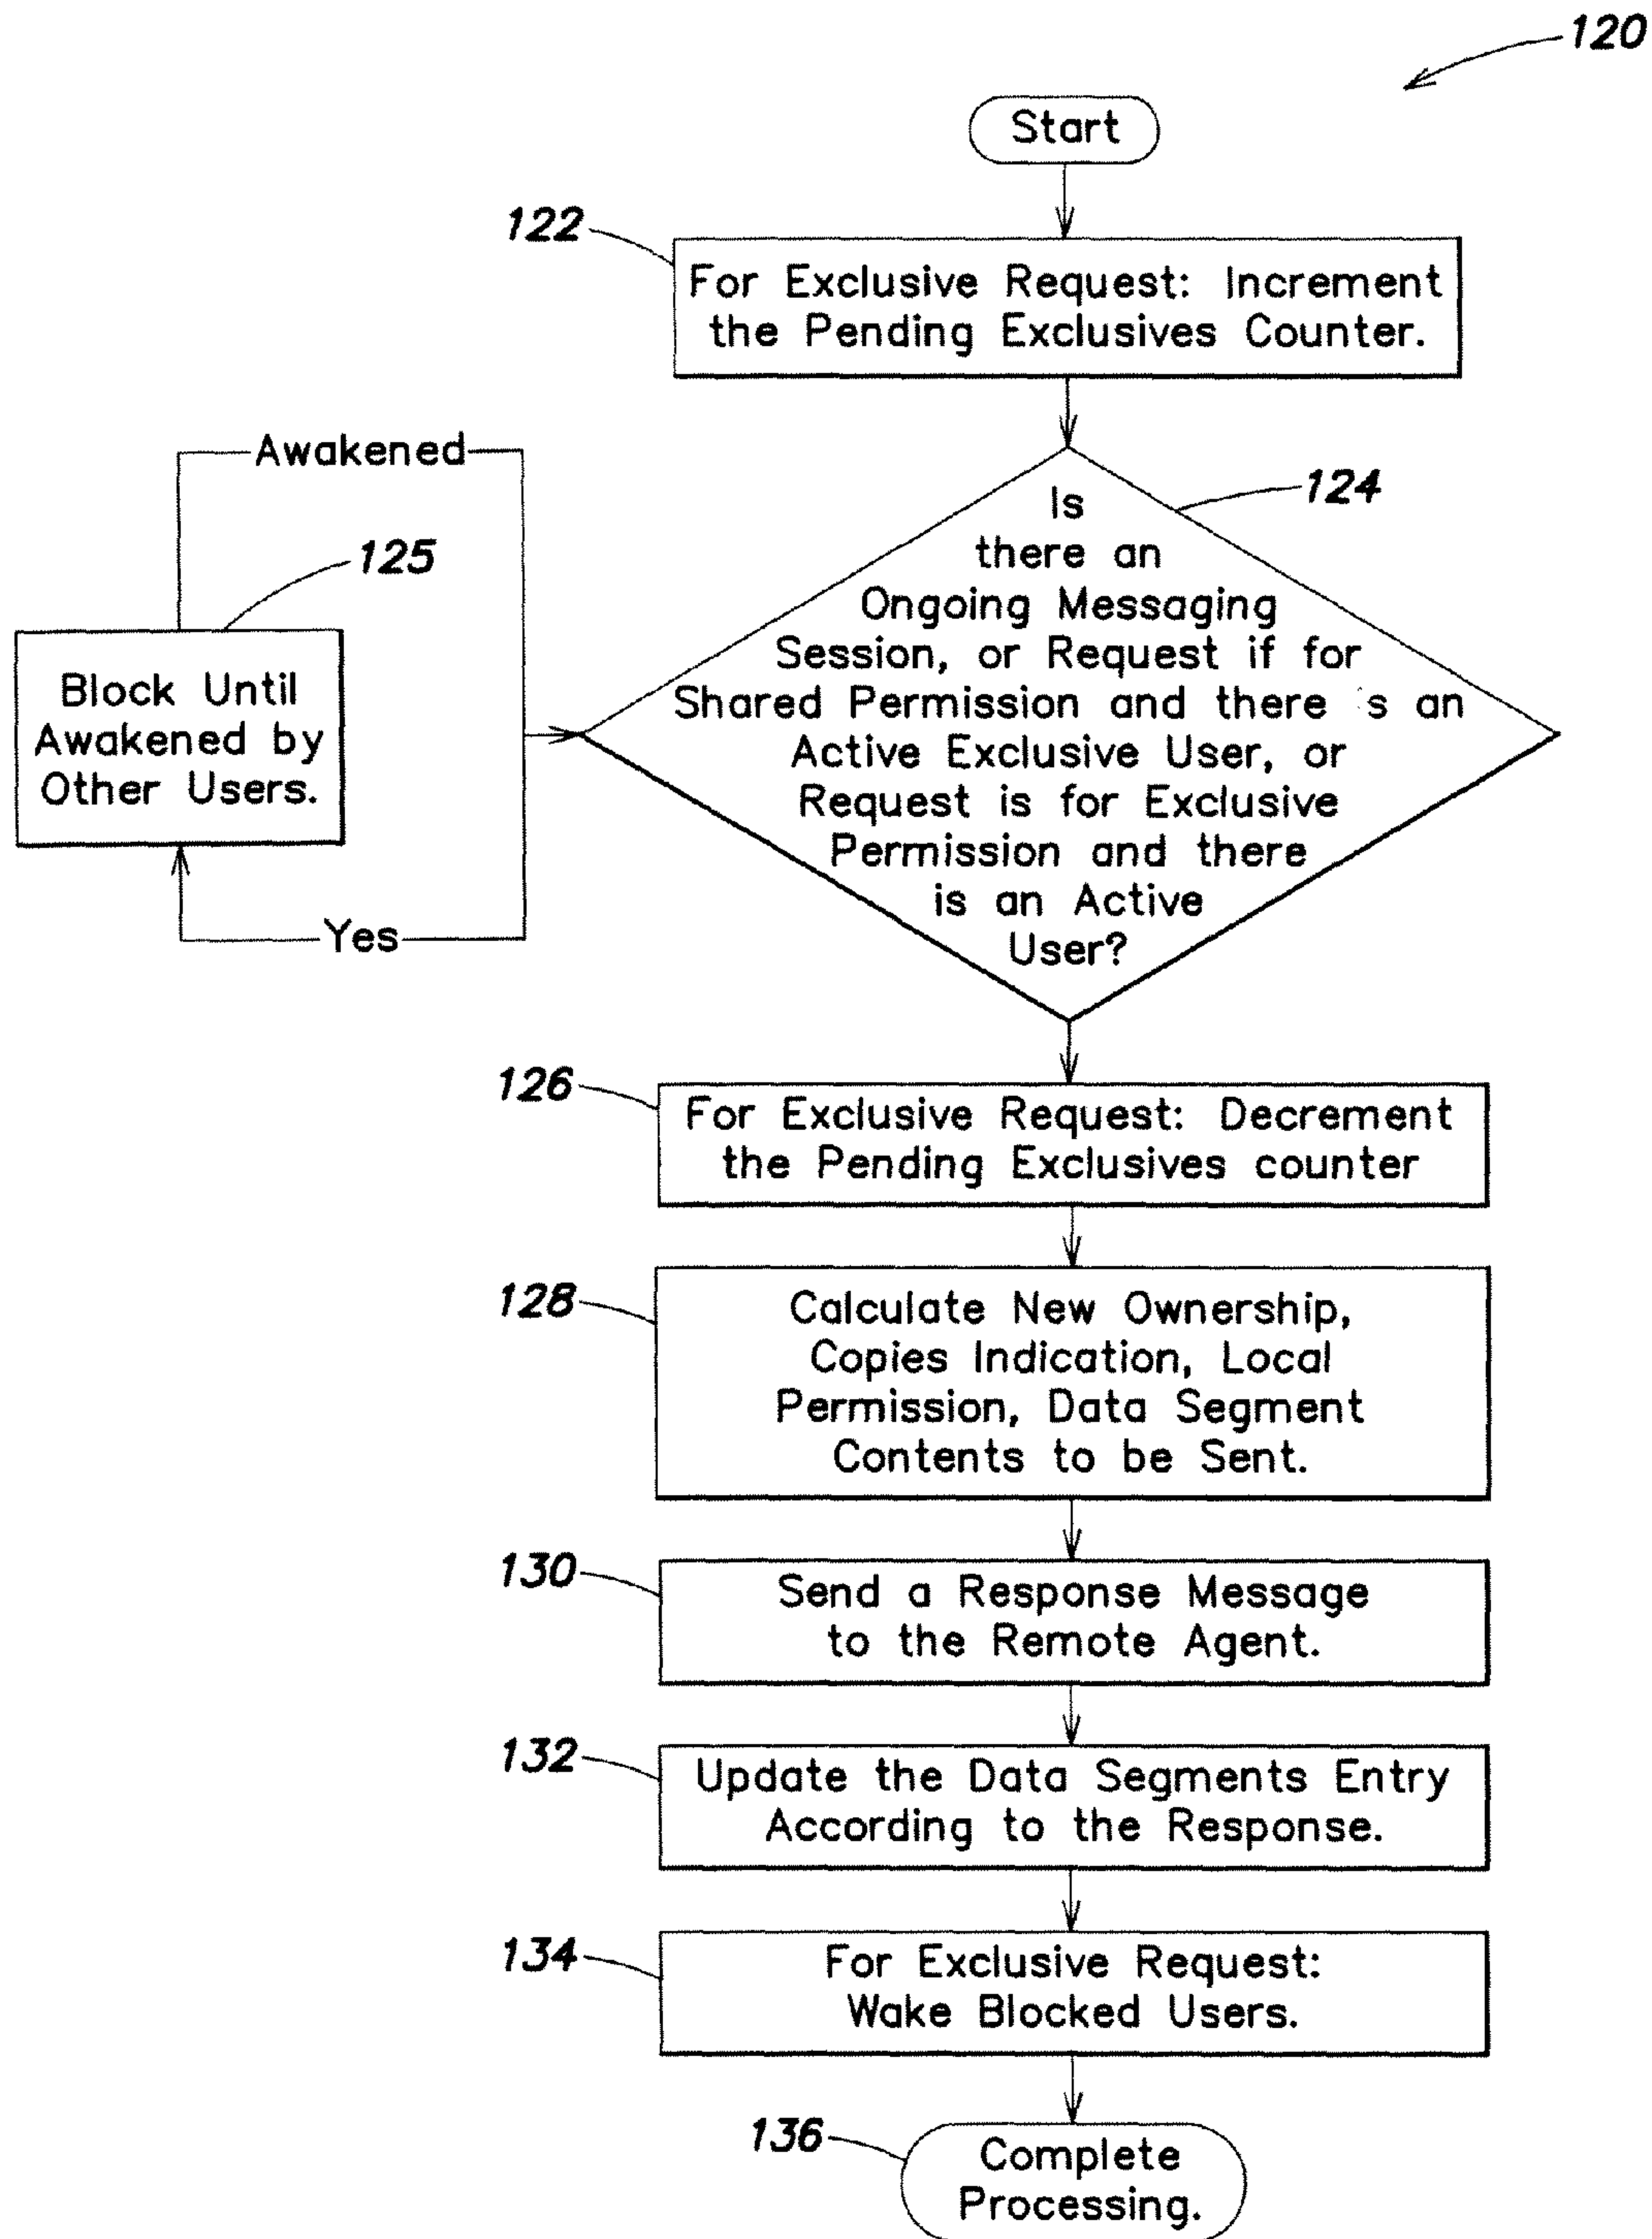 120
Start
122
For Exclusive Request: Increment
the Pending Exclusives Counter.
Awakened
124
125
Is
there an
Ongoing Messaging
Session, or Request if for
Shared Permission and there s an
Active Exclusive User, or
Request is for Exclusive
Permission and there
is an Active
User?
Block Until
Awakened by
Other Users.
Yes
126
For Exclusive Request: Decrement
the Pending Exclusives counter
128
Calculate New Ownership,
Copies Indication, Local
Permission, Data Segment
Contents to be Sent.
130
Send a Response Message
to the Remote Agent.
132
Update the Data Segments Entry
According to the Response.
134
For Exclusive Request:
Wake Blocked Users.
136
Complete
Processing.